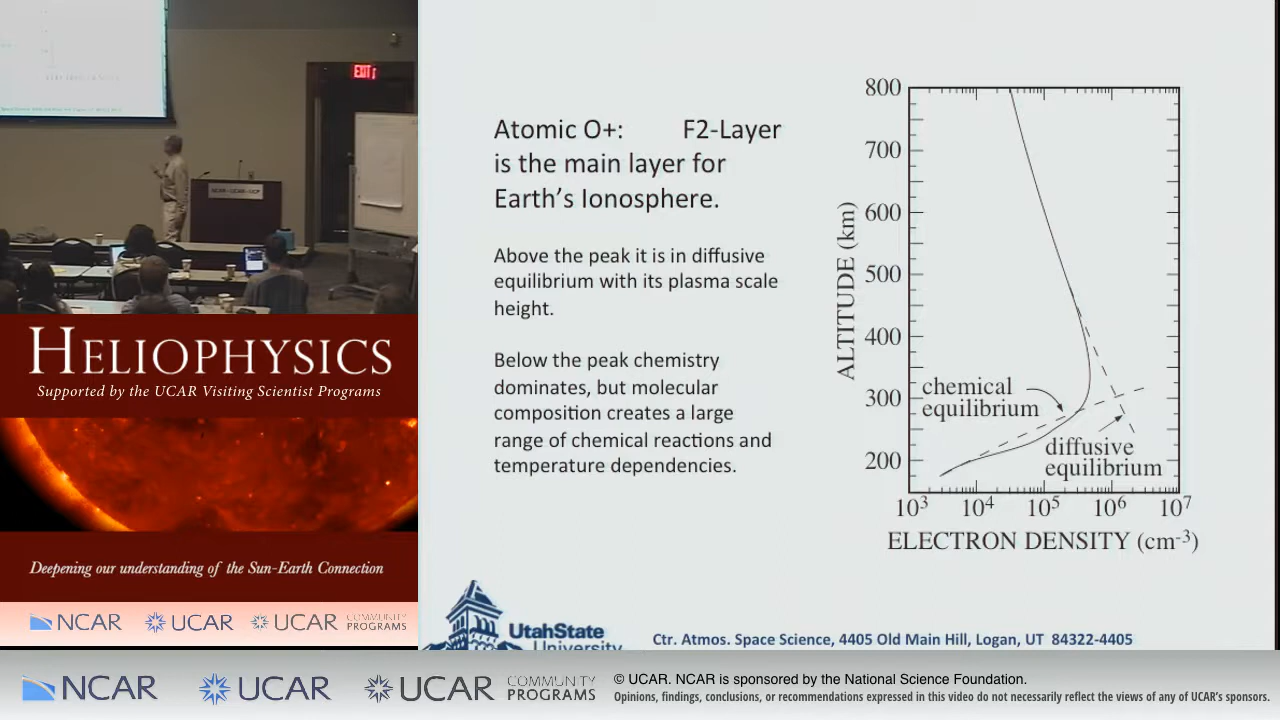 EXIT
NCAR-UCAR-UCP
HELIOPHYSICS
Supported by the UCAR Visiting Scientist Programs
Deepening our understanding of the Sun-Earth Connection
NCAR UCAR UCAR COMMUNITY PROGRAMS
Atomic O+: F2-Layer
is the main layer for
Earth's Ionosphere.
Above the peak it is in diffusive
equilibrium with its plasma scale
height.
Below the peak chemistry
dominates, but molecular
composition creates a large
range of chemical reactions and
temperature dependencies.
800
700
600
500
400
300
200
ALTITUDE (km)
chemical
equilibrium
diffusive
equilibrium
10³ 10⁴ 10⁵ 10⁶ 10⁷
ELECTRON DENSITY (cm⁻³)
UtahState
University
Ctr. Atmos. Space Science, 4405 Old Main Hill, Logan, UT 84322-4405
NCAR UCAR UCAR COMMUNITY PROGRAMS
© UCAR. NCAR is sponsored by the National Science Foundation.
Opinions, findings, conclusions, or recommendations expressed in this video do not necessarily reflect the views of any of UCAR's sponsors.